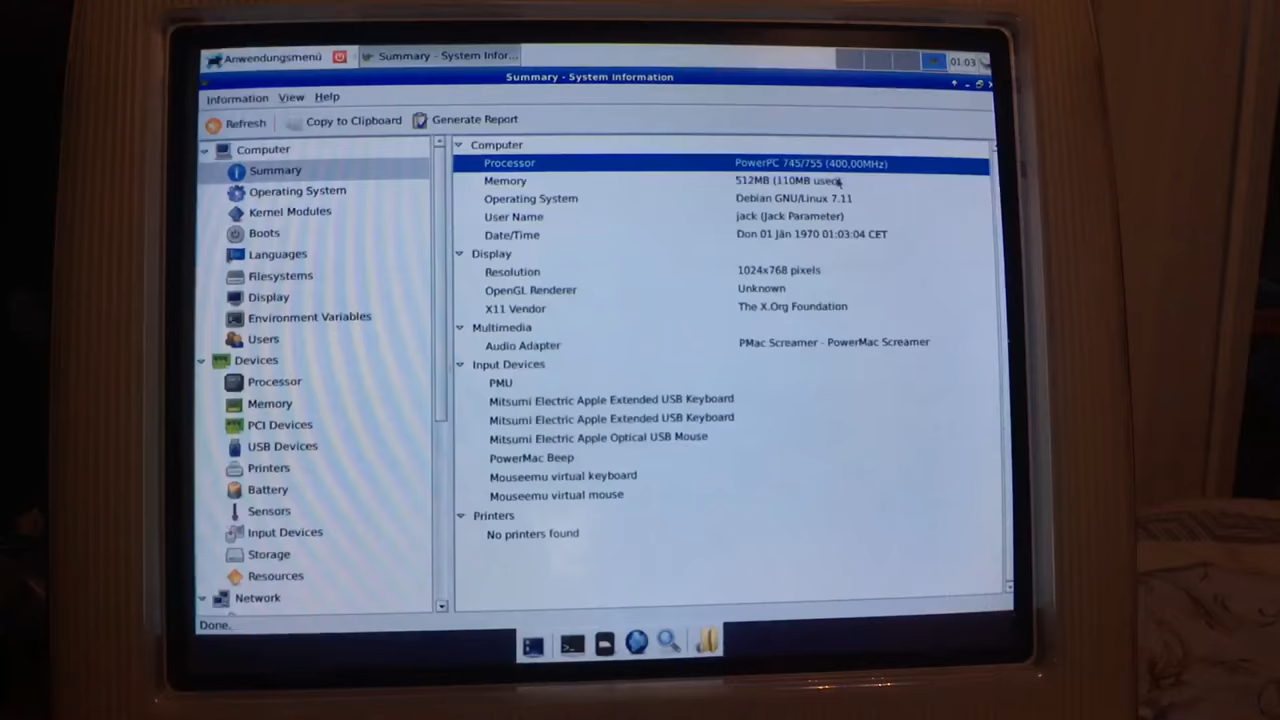 Anwendungsmenü Summary - System Infor... 01:03
Summary - System Information
Information View Help
Refresh Copy to Clipboard Generate Report
Computer
Summary
Operating System
Kernel Modules
Boots
Languages
Filesystems
Display
Environment Variables
Users
Devices
Processor
Memory
PCI Devices
USB Devices
Printers
Battery
Sensors
Input Devices
Storage
Resources
Network
Computer
Processor PowerPC 745/755 (400,00MHz)
Memory 512MB (110MB used)
Operating System Debian GNU/Linux 7.11
User Name jack (Jack Parameter)
Date/Time Don 01 Jän 1970 01:03:04 CET
Display
Resolution 1024x768 pixels
OpenGL Renderer Unknown
X11 Vendor The X.Org Foundation
Multimedia
Audio Adapter PMac Screamer - PowerMac Screamer
Input Devices
PMU
Mitsumi Electric Apple Extended USB Keyboard
Mitsumi Electric Apple Extended USB Keyboard
Mitsumi Electric Apple Optical USB Mouse
PowerMac Beep
Mouseemu virtual keyboard
Mouseemu virtual mouse
Printers
No printers found
Done.